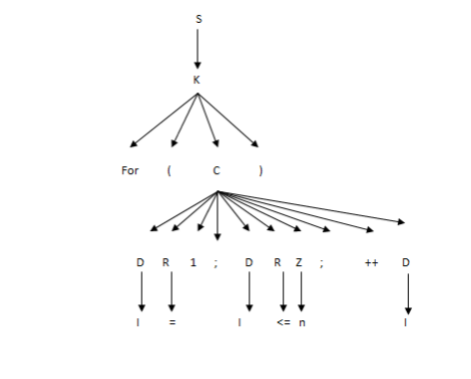 S
K
For ( C )
D R 1 ; D R Z ; ++ D
I = I <= n I